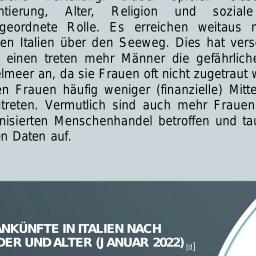 ntierung, Alter, Religion und soziale
geordnete Rolle. Es erreichen weitaus
en Italien über den Seeweg. Dies hat vers
einen treten mehr Männer die gefährliche
elmeer an, da sie Frauen oft nicht zugetraut w
en Frauen häufig weniger (finanzielle) Mitte
utreten. Vermutlich sind auch mehr Frauen
nisierten Menschenhandel betroffen und tau
en Daten auf.
ANKÜNFTE IN ITALIEN NACH
DER UND ALTER (JANUAR 2022) [d]